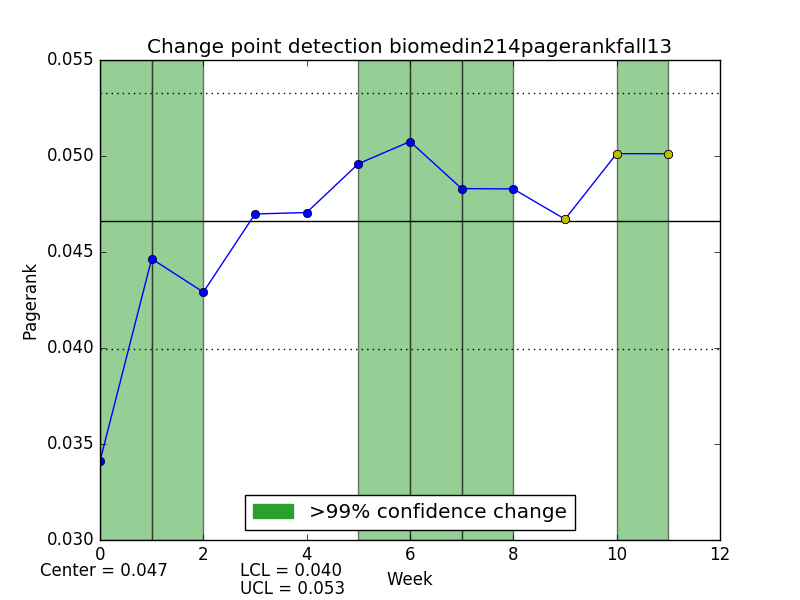 Change point detection biomedin214pagerankfall13
0.055
0.050
0.045
0.040
0.035
0.030
Pagerank
>99% confidence change
0 2 4 6 8 10 12
Center = 0.047 LCL = 0.040 Week
UCL = 0.053